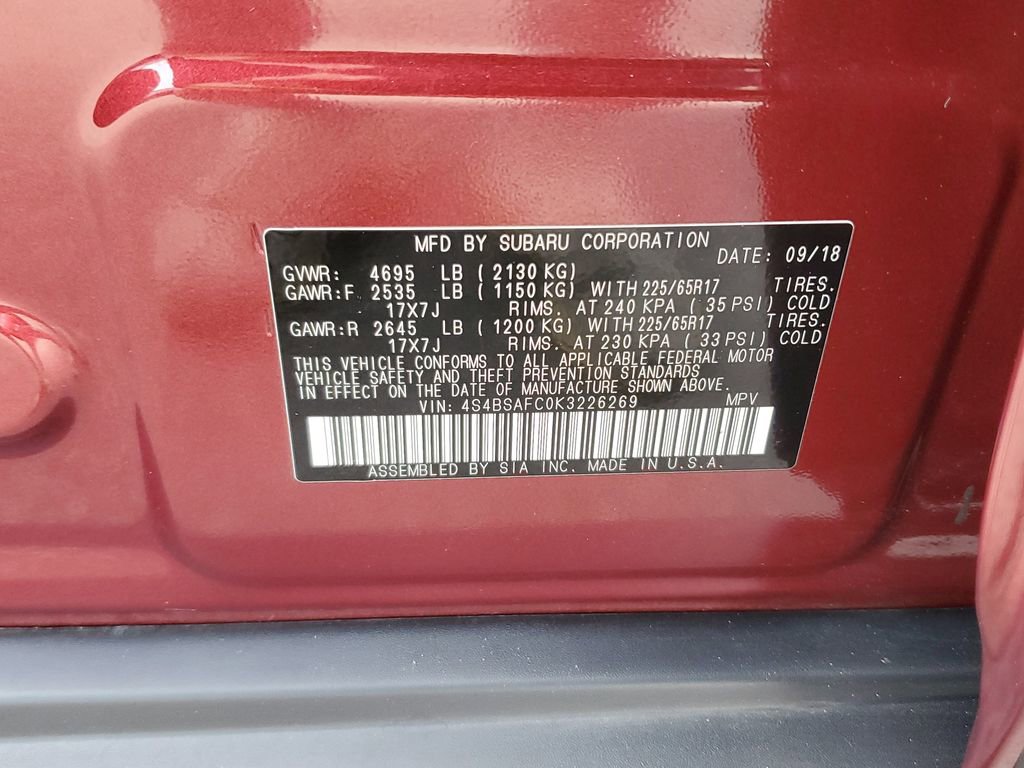 MFD BY SUBARU CORPORATION
DATE: 09/18
GVWR: 4695 LB ( 2130 KG)
GAWR:F 2535 LB ( 1150 KG) WITH 225/65R17 TIRES.
17X7J RIMS. AT 240 KPA ( 35 PSI) COLD
GAWR:R 2645 LB ( 1200 KG) WITH 225/65R17 TIRES.
17X7J RIMS. AT 230 KPA ( 33 PSI) COLD
THIS VEHICLE CONFORMS TO ALL APPLICABLE FEDERAL MOTOR
VEHICLE SAFETY AND THEFT PREVENTION STANDARDS
IN EFFECT ON THE DATE OF MANUFACTURE SHOWN ABOVE.
VIN: 4S4BSAFC0K3226269 MPV
ASSEMBLED BY SIA INC. MADE IN U.S.A.